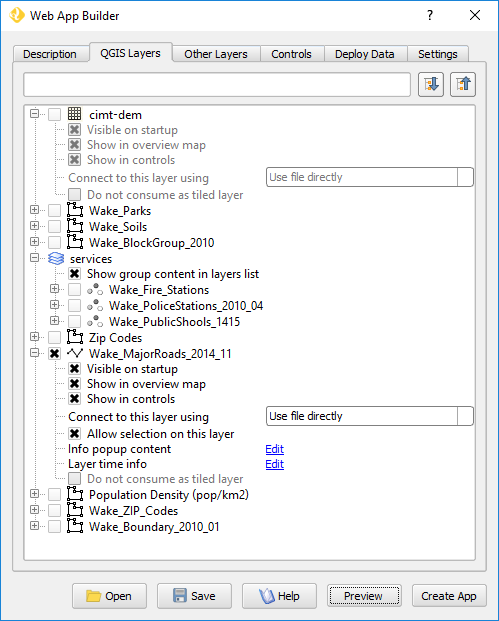 Web App Builder
Description QGIS Layers Other Layers Controls Deploy Data Settings
cimt-dem
Visible on startup
Show in overview map
Show in controls
Connect to this layer using Use file directly
Do not consume as tiled layer
Wake_Parks
Wake_Soils
Wake_BlockGroup_2010
services
Show group content in layers list
Wake_Fire_Stations
Wake_PoliceStations_2010_04
Wake_PublicShools_1415
Zip Codes
Wake_MajorRoads_2014_11
Visible on startup
Show in overview map
Show in controls
Connect to this layer using Use file directly
Allow selection on this layer
Info popup content Edit
Layer time info Edit
Do not consume as tiled layer
Population Density (pop/km2)
Wake_ZIP_Codes
Wake_Boundary_2010_01
Open Save Help Preview Create App